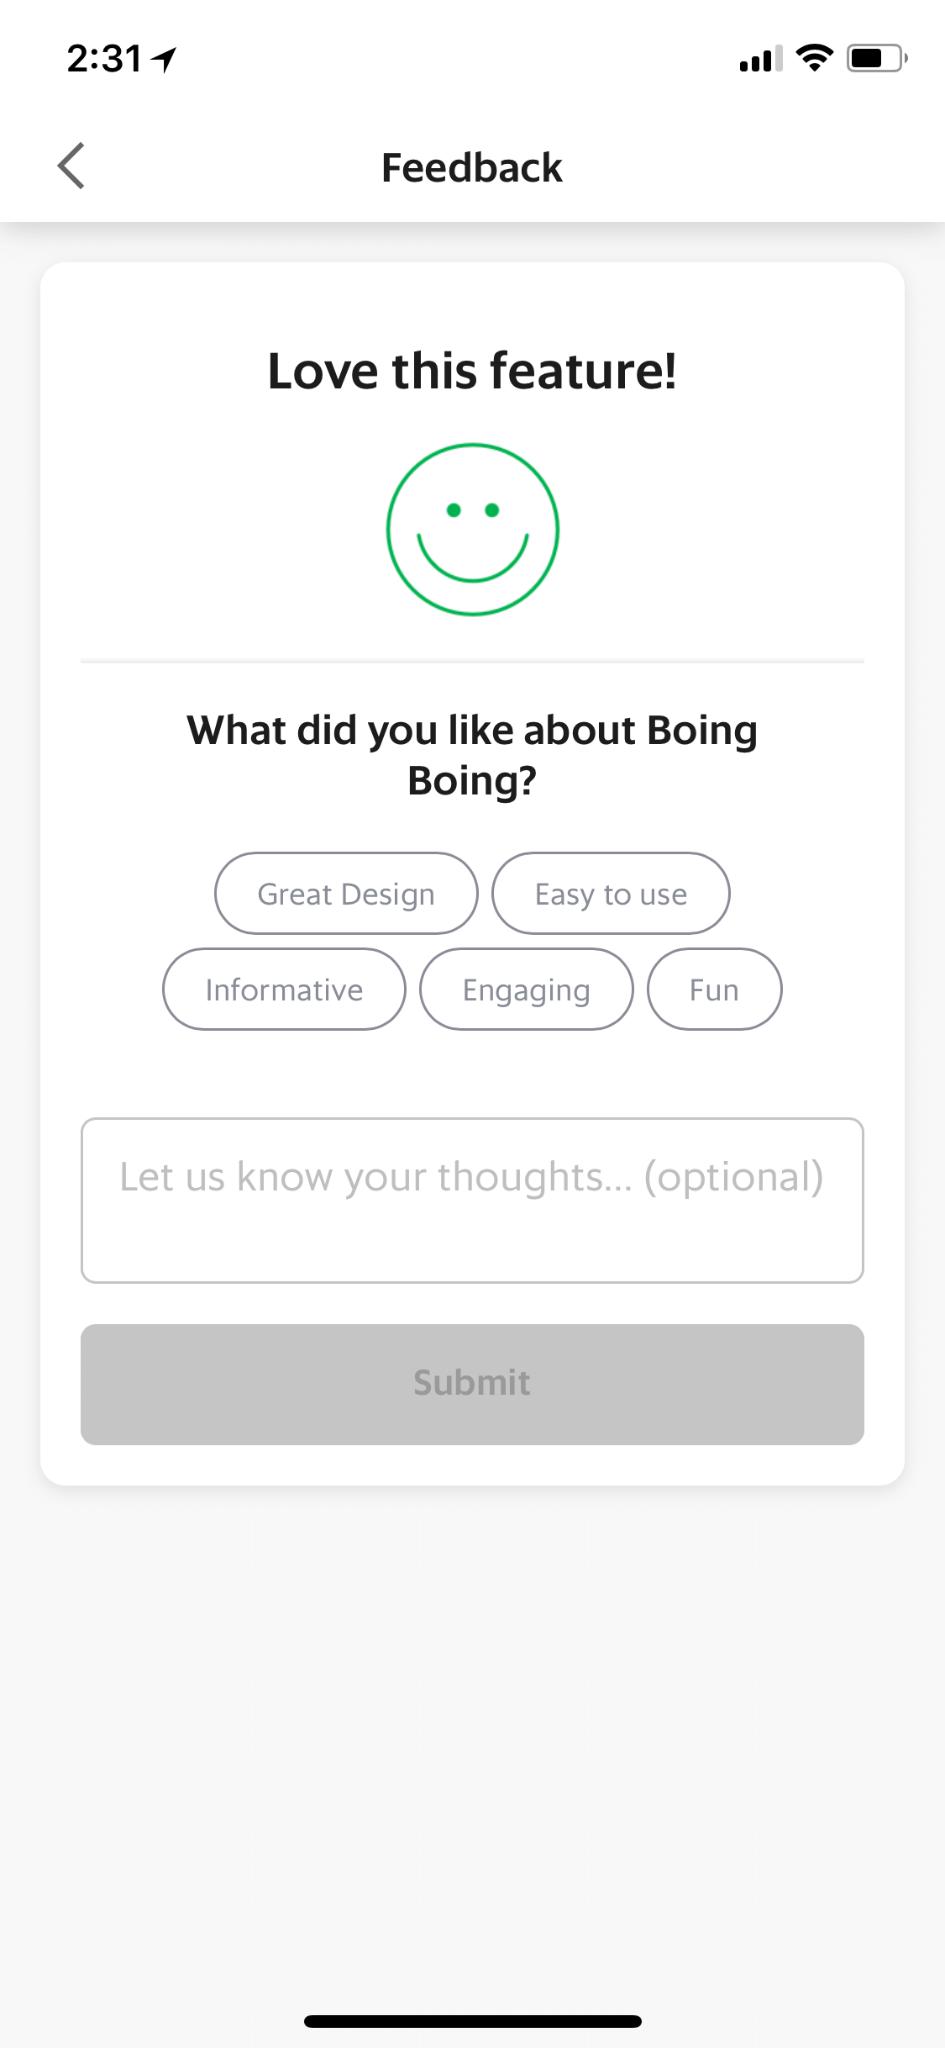 2:31
Feedback
Love this feature!
What did you like about Boing
Boing?
Great Design Easy to use
Informative Engaging Fun
Let us know your thoughts... (optional)
Submit